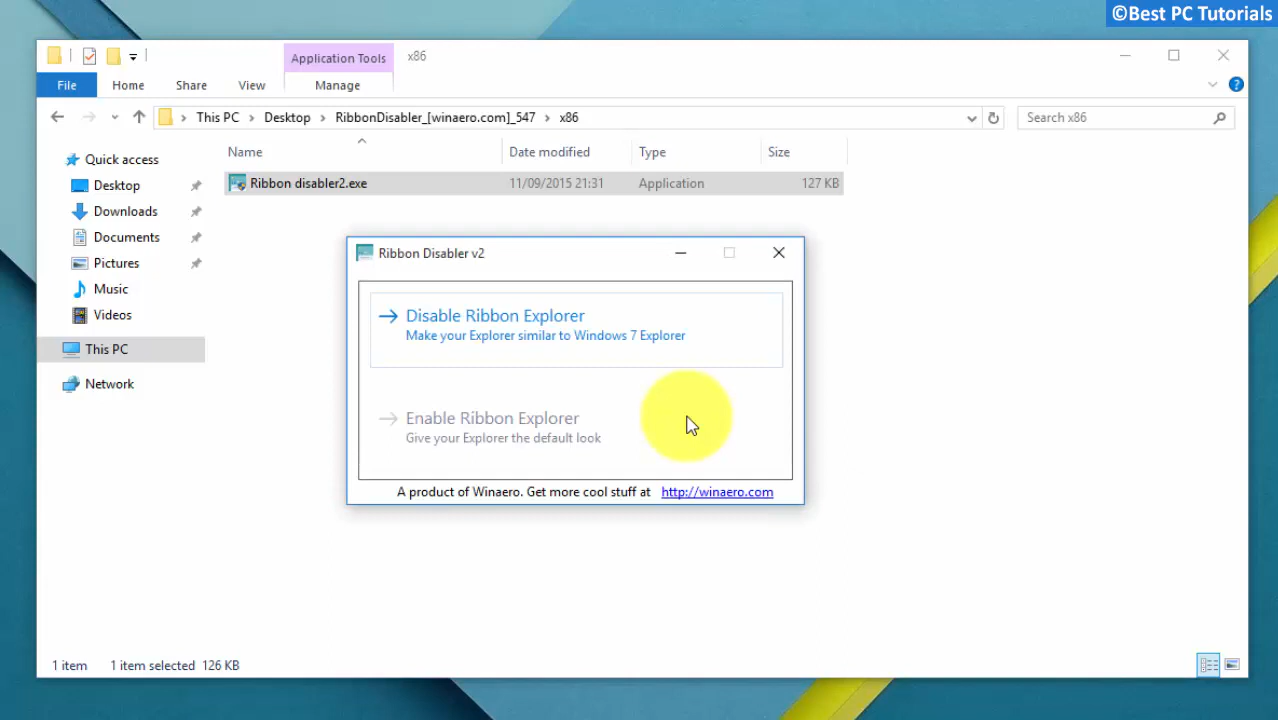 ©Best PC Tutorials
Application Tools
x86
File
Home
Share
View
Manage
This PC
Desktop
RibbonDisabler_[winaero.com]_547
x86
Search x86
Name
Date modified
Type
Size
Quick access
Desktop
Downloads
Documents
Pictures
Music
Videos
This PC
Network
Ribbon disabler2.exe
11/09/2015 21:31
Application
127 KB
Ribbon Disabler v2
Disable Ribbon Explorer
Make your Explorer similar to Windows 7 Explorer
Enable Ribbon Explorer
Give your Explorer the default look
A product of Winaero. Get more cool stuff at http://winaero.com
1 item
1 item selected
126 KB